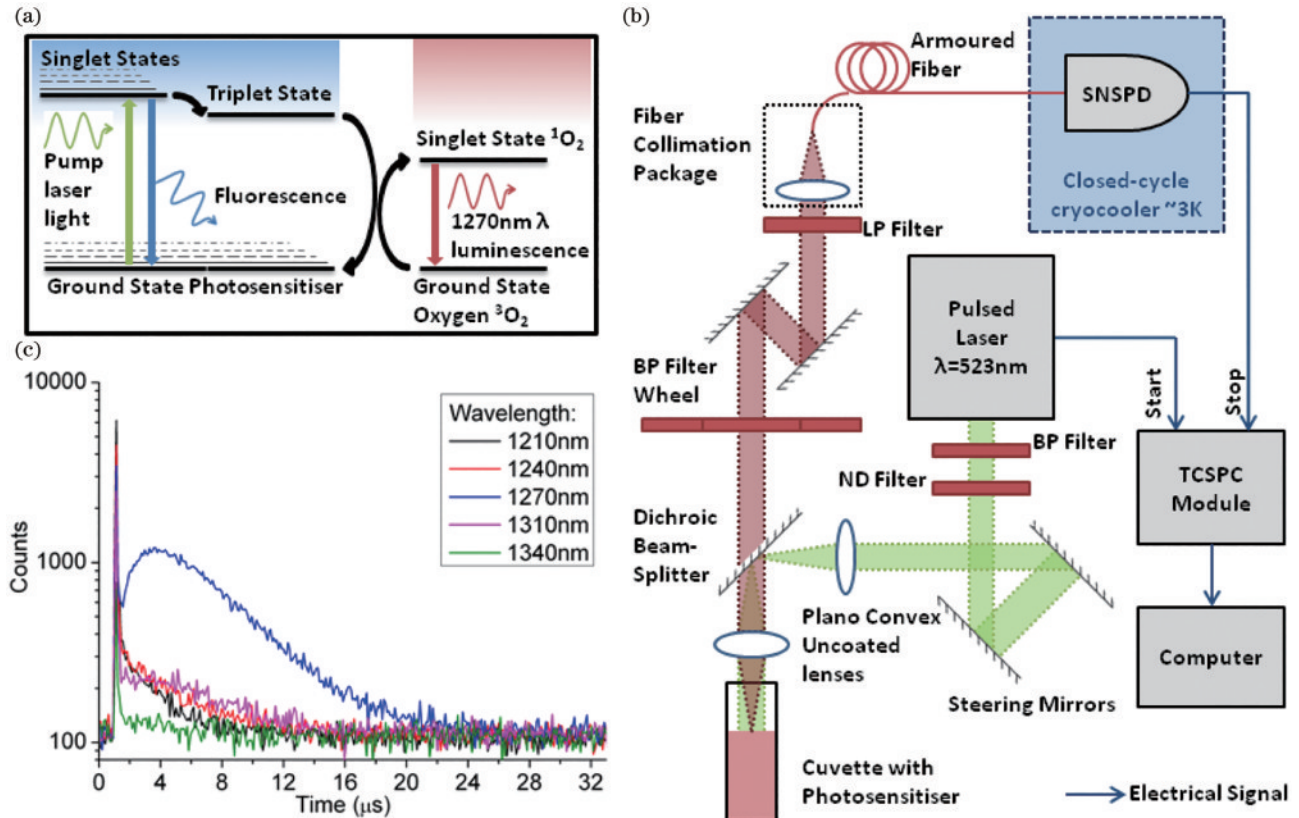 (a)
Singlet States
Triplet State
Pump
laser
light
Fluorescence
Singlet State ¹O₂
1270nm λ
luminescence
Ground State Photosensitiser
Ground State
Oxygen ³O₂
(b)
Armoured
Fiber
SNSPD
Closed-cycle
cryocooler ~3K
Fiber
Collimation
Package
LP Filter
Pulsed
Laser
λ=523nm
BP Filter
Wheel
Start
Stop
BP Filter
ND Filter
TCSPC
Module
Dichroic
Beam-
Splitter
Plano Convex
Uncoated
lenses
Steering Mirrors
Computer
Cuvette with
Photosensitiser
Electrical Signal
(c)
10000
1000
100
Counts
Wavelength:
1210nm
1240nm
1270nm
1310nm
1340nm
0 4 8 12 16 20 24 28 32
Time (μs)